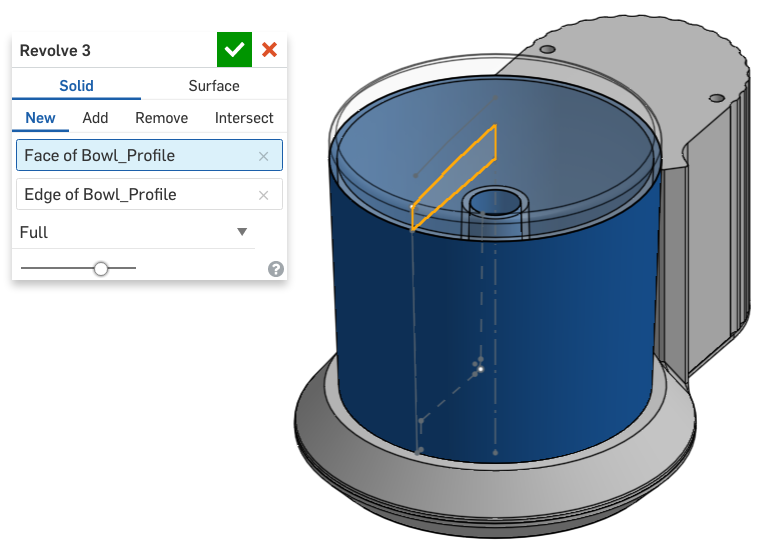 Revolve 3
Solid Surface
New Add Remove Intersect
Face of Bowl_Profile
Edge of Bowl_Profile
Full
?